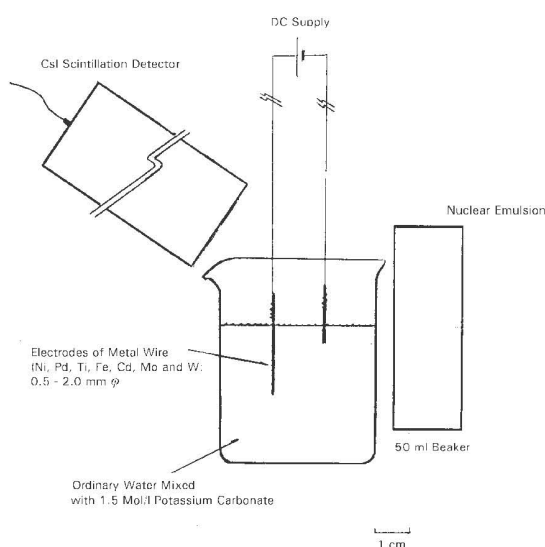 DC Supply
CsI Scintillation Detector
Nuclear Emulsion
Electrodes of Metal Wire
(Ni, Pd, Ti, Fe, Cd, Mo and W:
0.5 - 2.0 mm φ
50 ml Beaker
Ordinary Water Mixed
with 1.5 Mol/l Potassium Carbonate
1 cm